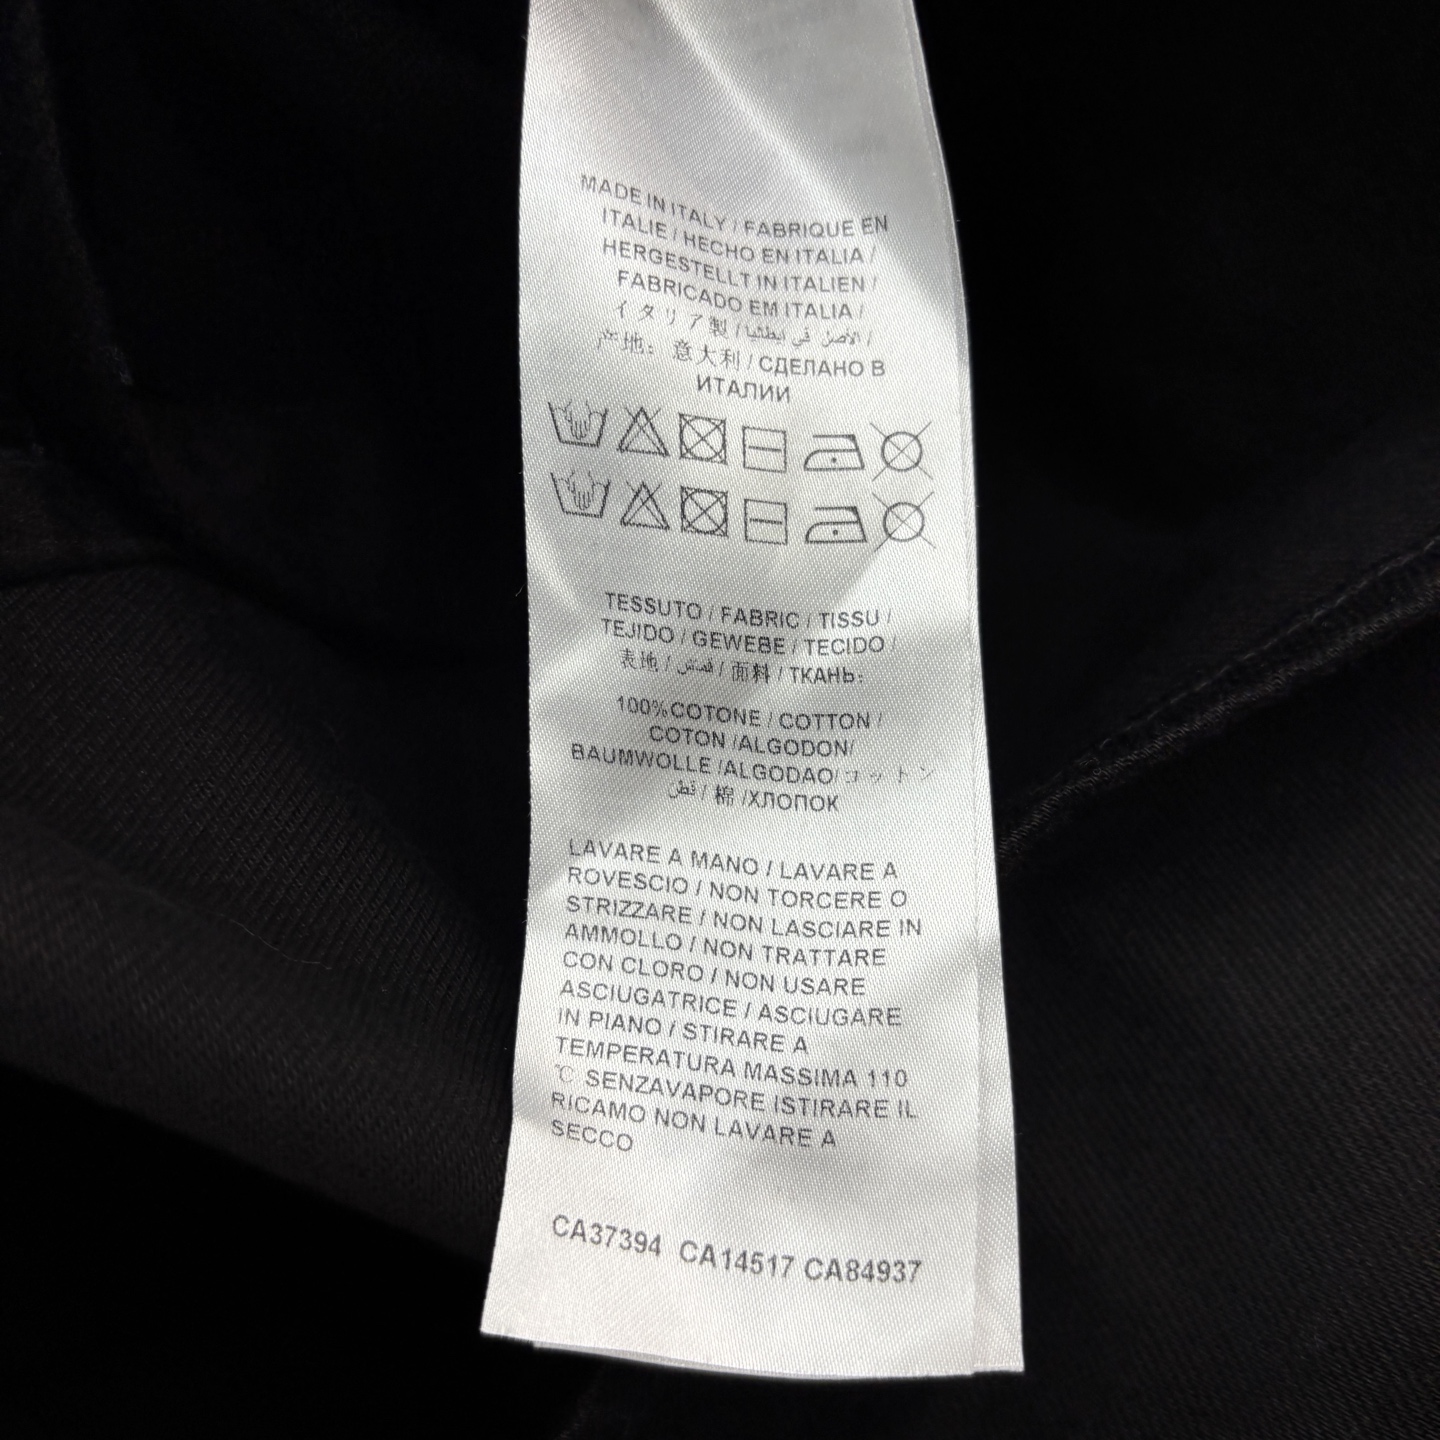 MADE IN ITALY / FABRIQUE EN
ITALIE / HECHO EN ITALIA /
HERGESTELLT IN ITALIEN /
FABRICADO EM ITALIA /
イタリア製 / الأصل في إيطاليا /
产地：意大利 / СДЕЛАНО В
ИТАЛИИ
TESSUTO / FABRIC / TISSU /
TEJIDO / GEWEBE / TECIDO /
表地 / قماش / 面料 / ТКАНЬ:
100%COTONE / COTTON /
COTON /ALGODON/
BAUMWOLLE /ALGODAO/ コットン
قطن / 棉 /ХЛОПОК
LAVARE A MANO / LAVARE A
ROVESCIO / NON TORCERE O
STRIZZARE / NON LASCIARE IN
AMMOLLO / NON TRATTARE
CON CLORO / NON USARE
ASCIUGATRICE / ASCIUGARE
IN PIANO / STIRARE A
TEMPERATURA MASSIMA 110
℃ SENZAVAPORE ISTIRARE IL
RICAMO NON LAVARE A
SECCO
CA37394 CA14517 CA84937